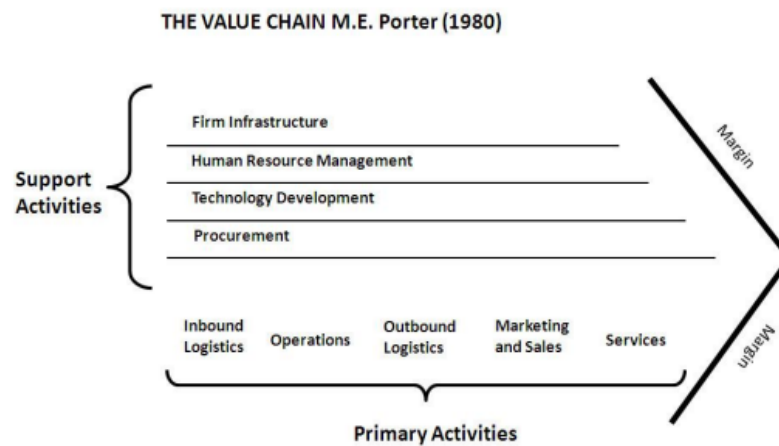 THE VALUE CHAIN M.E. Porter (1980)
Firm Infrastructure
Human Resource Management
Technology Development
Procurement
Support
Activities
Margin
Margin
Inbound
Logistics
Operations
Outbound
Logistics
Marketing
and Sales
Services
Primary Activities